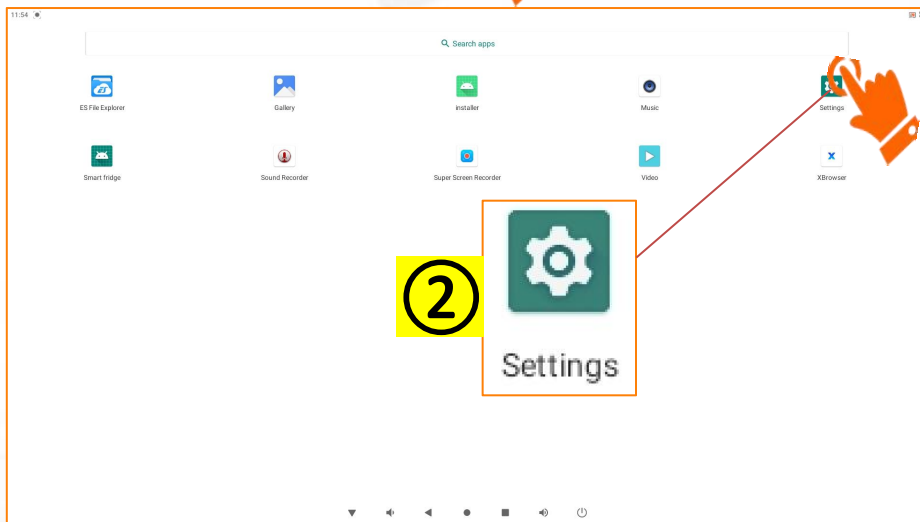 11:54
Search apps
ES File Explorer
Gallery
installer
Music
Settings
Smart fridge
Sound Recorder
Super Screen Recorder
Video
XBrowser
2
Settings